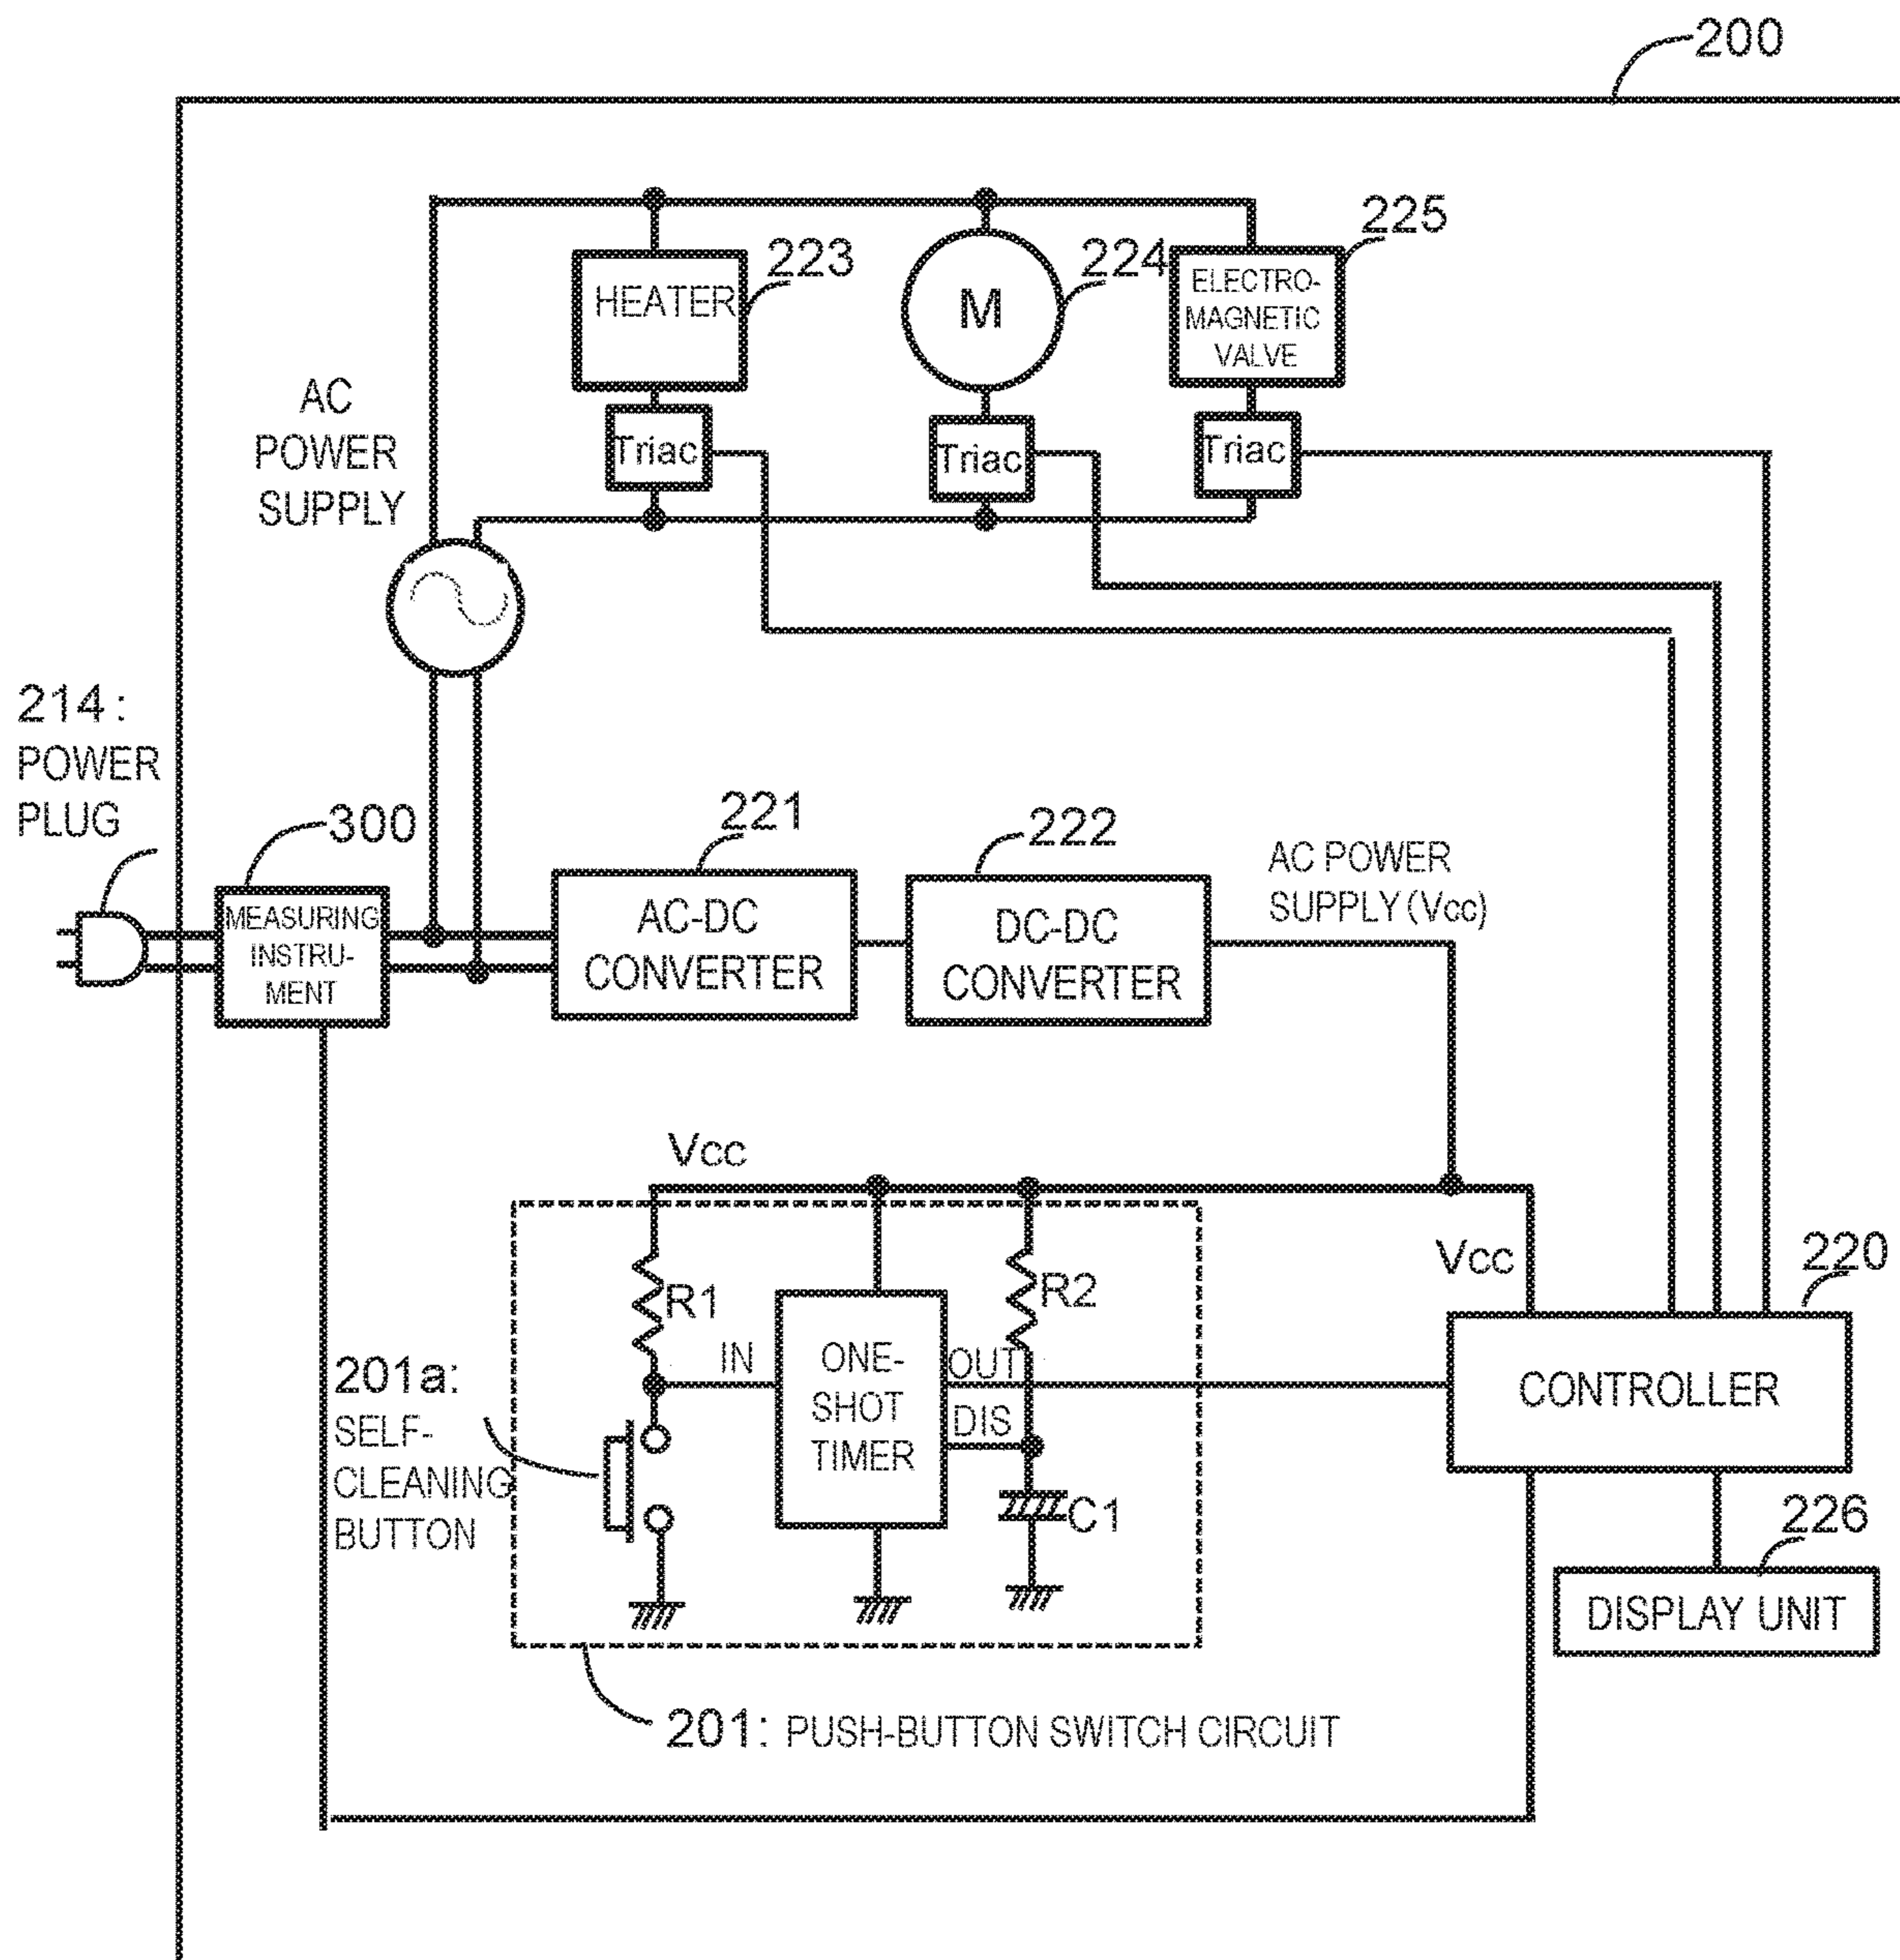 200
225
223
224
HEATER
M
ELECTRO-
MAGNETIC
VALVE
AC
POWER
SUPPLY
Triac
Triac
Triac
214:
POWER
PLUG
300
221
222
AC POWER
SUPPLY (Vcc)
MEASURING
INSTRU-
MENT
AC-DC
CONVERTER
DC-DC
CONVERTER
Vcc
Vcc
220
R1
R2
IN
ONE-
SHOT
TIMER
OUT
DIS
CONTROLLER
201a:
SELF-
CLEANING
BUTTON
C1
226
DISPLAY UNIT
201: PUSH-BUTTON SWITCH CIRCUIT